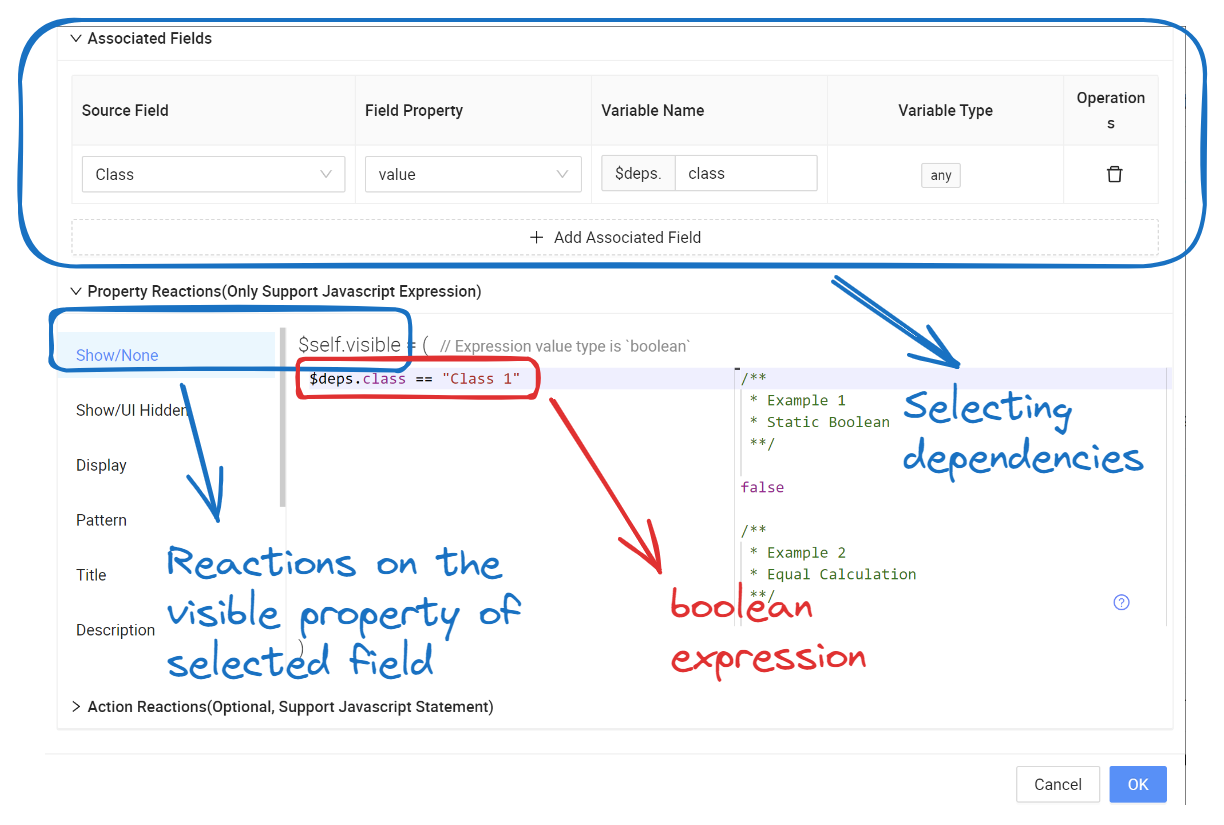 Associated Fields
Source Field Field Property Variable Name Variable Type Operation
s
Class value $deps. class any
+ Add Associated Field
Property Reactions(Only Support Javascript Expression)
Show/None
$self.visible = ( // Expression value type is `boolean`
$deps.class == "Class 1"
/**
* Example 1
* Static Boolean
**/
false
/**
* Example 2
* Equal Calculation
**/
Selecting
dependencies
Show/UI Hidden
Display
Pattern
Title
Description
Reactions on the
visible property of
selected field
)
boolean
expression
?
Action Reactions(Optional, Support Javascript Statement)
Cancel OK